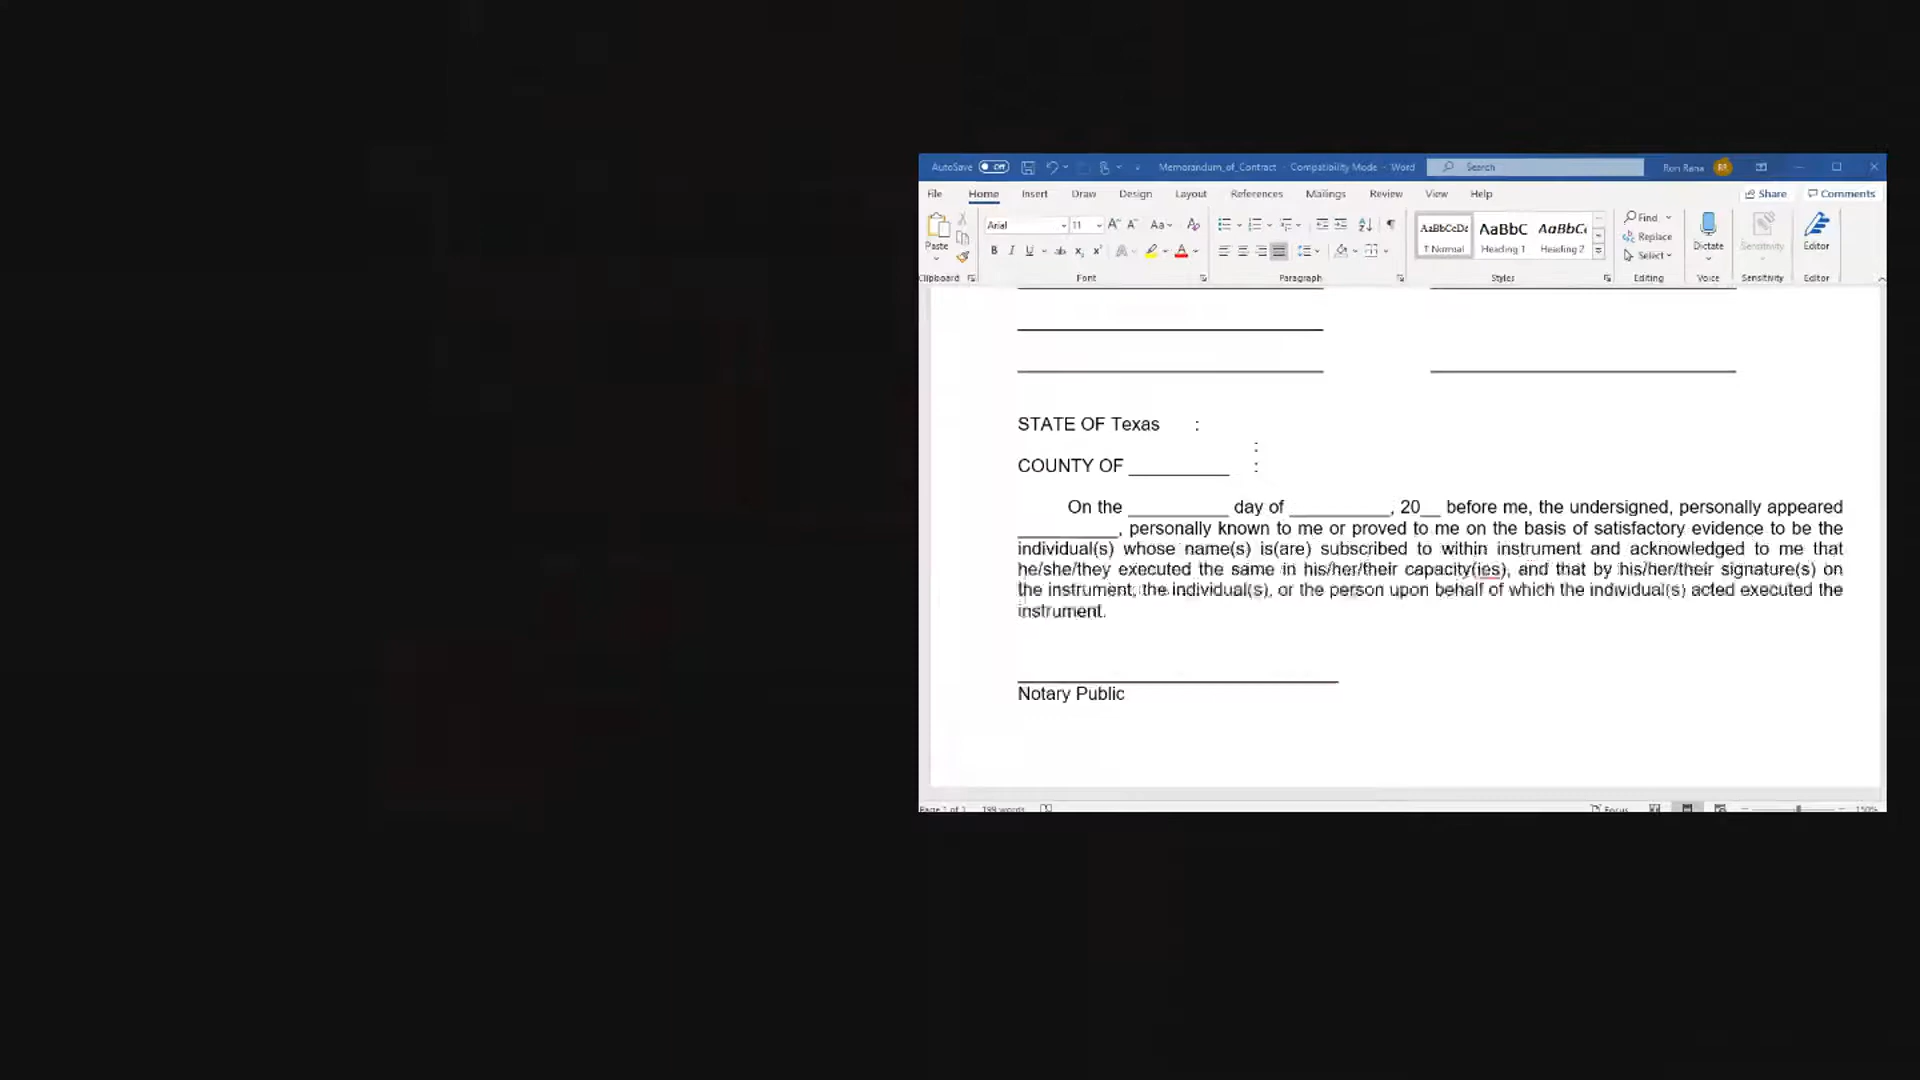 AutoSave Off Memorandum_of_Contract - Compatibility Mode - Word Search Ron Rena
File Home Insert Draw Design Layout References Mailings Review View Help Share Comments
Paste Arial 11 AaBbCcDc AaBbC AaBbCc Find
Replace
¶ Normal Heading 1 Heading 2 Select Dictate Sensitivity Editor
Clipboard Font Paragraph Styles Editing Voice Sensitivity Editor
STATE OF Texas :
:
COUNTY OF __________ :
On the __________ day of __________, 20__ before me, the undersigned, personally appeared
__________, personally known to me or proved to me on the basis of satisfactory evidence to be the
individual(s) whose name(s) is(are) subscribed to within instrument and acknowledged to me that
he/she/they executed the same in his/her/their capacity(ies), and that by his/her/their signature(s) on
the instrument, the individual(s), or the person upon behalf of which the individual(s) acted executed the
instrument.
Notary Public
199 words Focus 150%